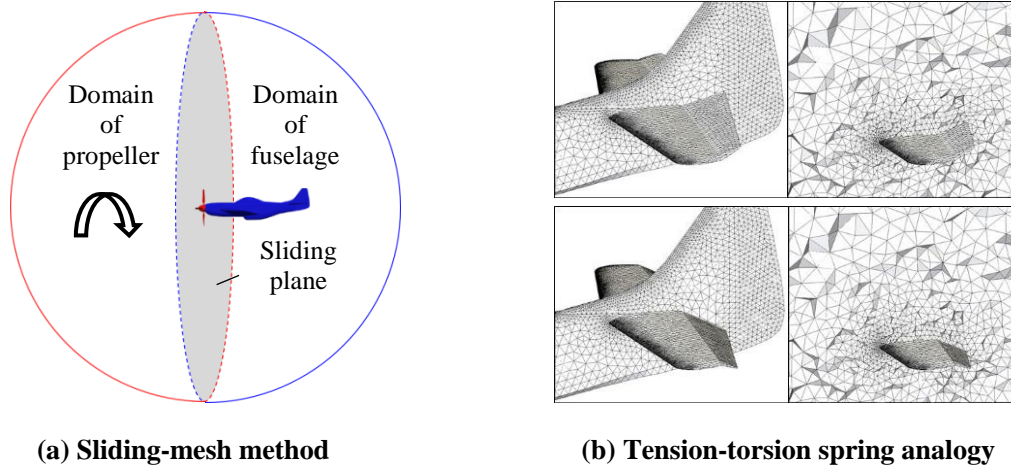 Domain
of
propeller
Domain
of
fuselage
Sliding
plane
(a) Sliding-mesh method
(b) Tension-torsion spring analogy